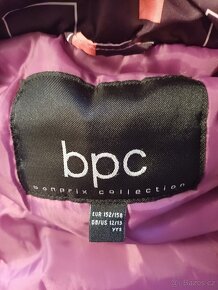 bpc
bonprix collection
EUR 152/158
GB/US 12/13
yrs
©Bazos.cz